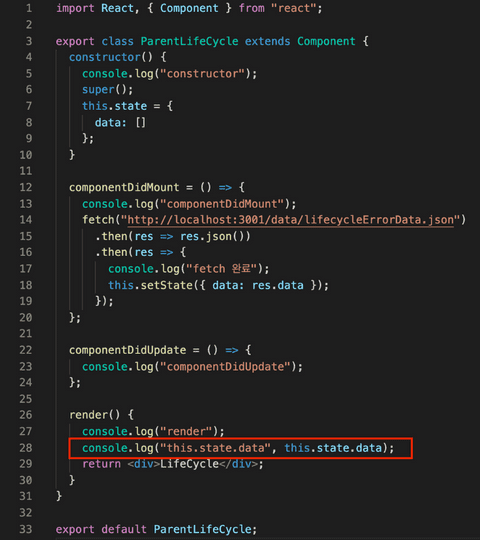 1 import React, { Component } from "react";
2
3 export class ParentLifeCycle extends Component {
4 constructor() {
5 console.log("constructor");
6 super();
7 this.state = {
8 data: []
9 };
10 }
11
12 componentDidMount = () => {
13 console.log("componentDidMount");
14 fetch("http://localhost:3001/data/lifecycleErrorData.json")
15 .then(res => res.json())
16 .then(res => {
17 console.log("fetch 완료");
18 this.setState({ data: res.data });
19 });
20 };
21
22 componentDidUpdate = () => {
23 console.log("componentDidUpdate");
24 };
25
26 render() {
27 console.log("render");
28 console.log("this.state.data", this.state.data);
29 return <div>LifeCycle</div>;
30 }
31 }
32
33 export default ParentLifeCycle;